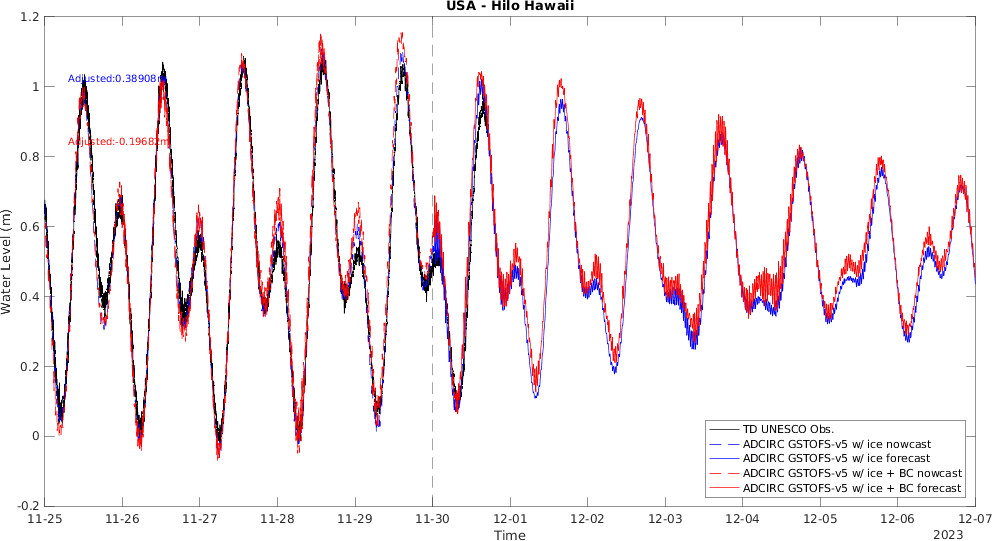 USA - Hilo Hawaii
1.2
1
0.8
0.6
0.4
0.2
0
-0.2
Water Level (m)
Adjusted:0.38908m
Adjusted:-0.19682m
TD UNESCO Obs.
ADCIRC GSTOFS-v5 w/ ice nowcast
ADCIRC GSTOFS-v5 w/ ice forecast
ADCIRC GSTOFS-v5 w/ ice + BC nowcast
ADCIRC GSTOFS-v5 w/ ice + BC forecast
11-25 11-26 11-27 11-28 11-29 11-30 12-01 12-02 12-03 12-04 12-05 12-06 12-07
Time
2023